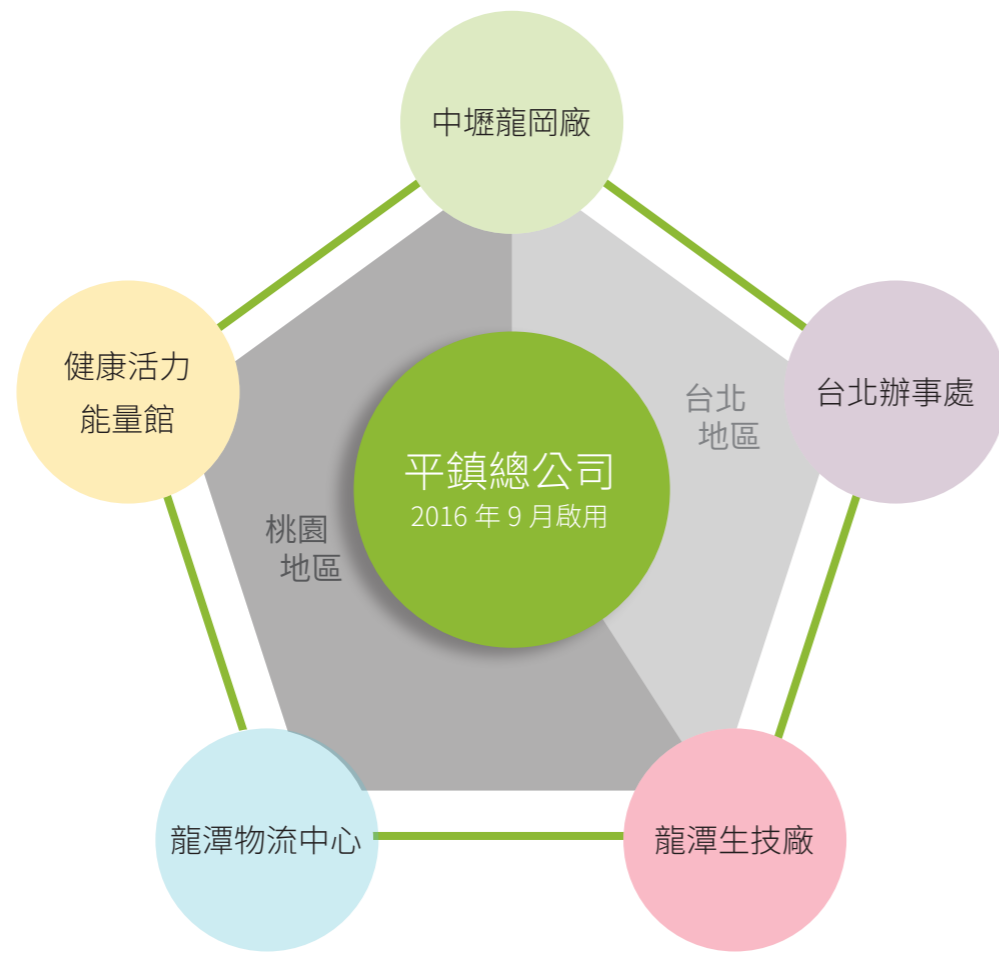 中壢龍岡廠
健康活力
能量館
台北
地區
台北辦事處
平鎮總公司
2016 年 9 月啟用
桃園
地區
龍潭物流中心
龍潭生技廠